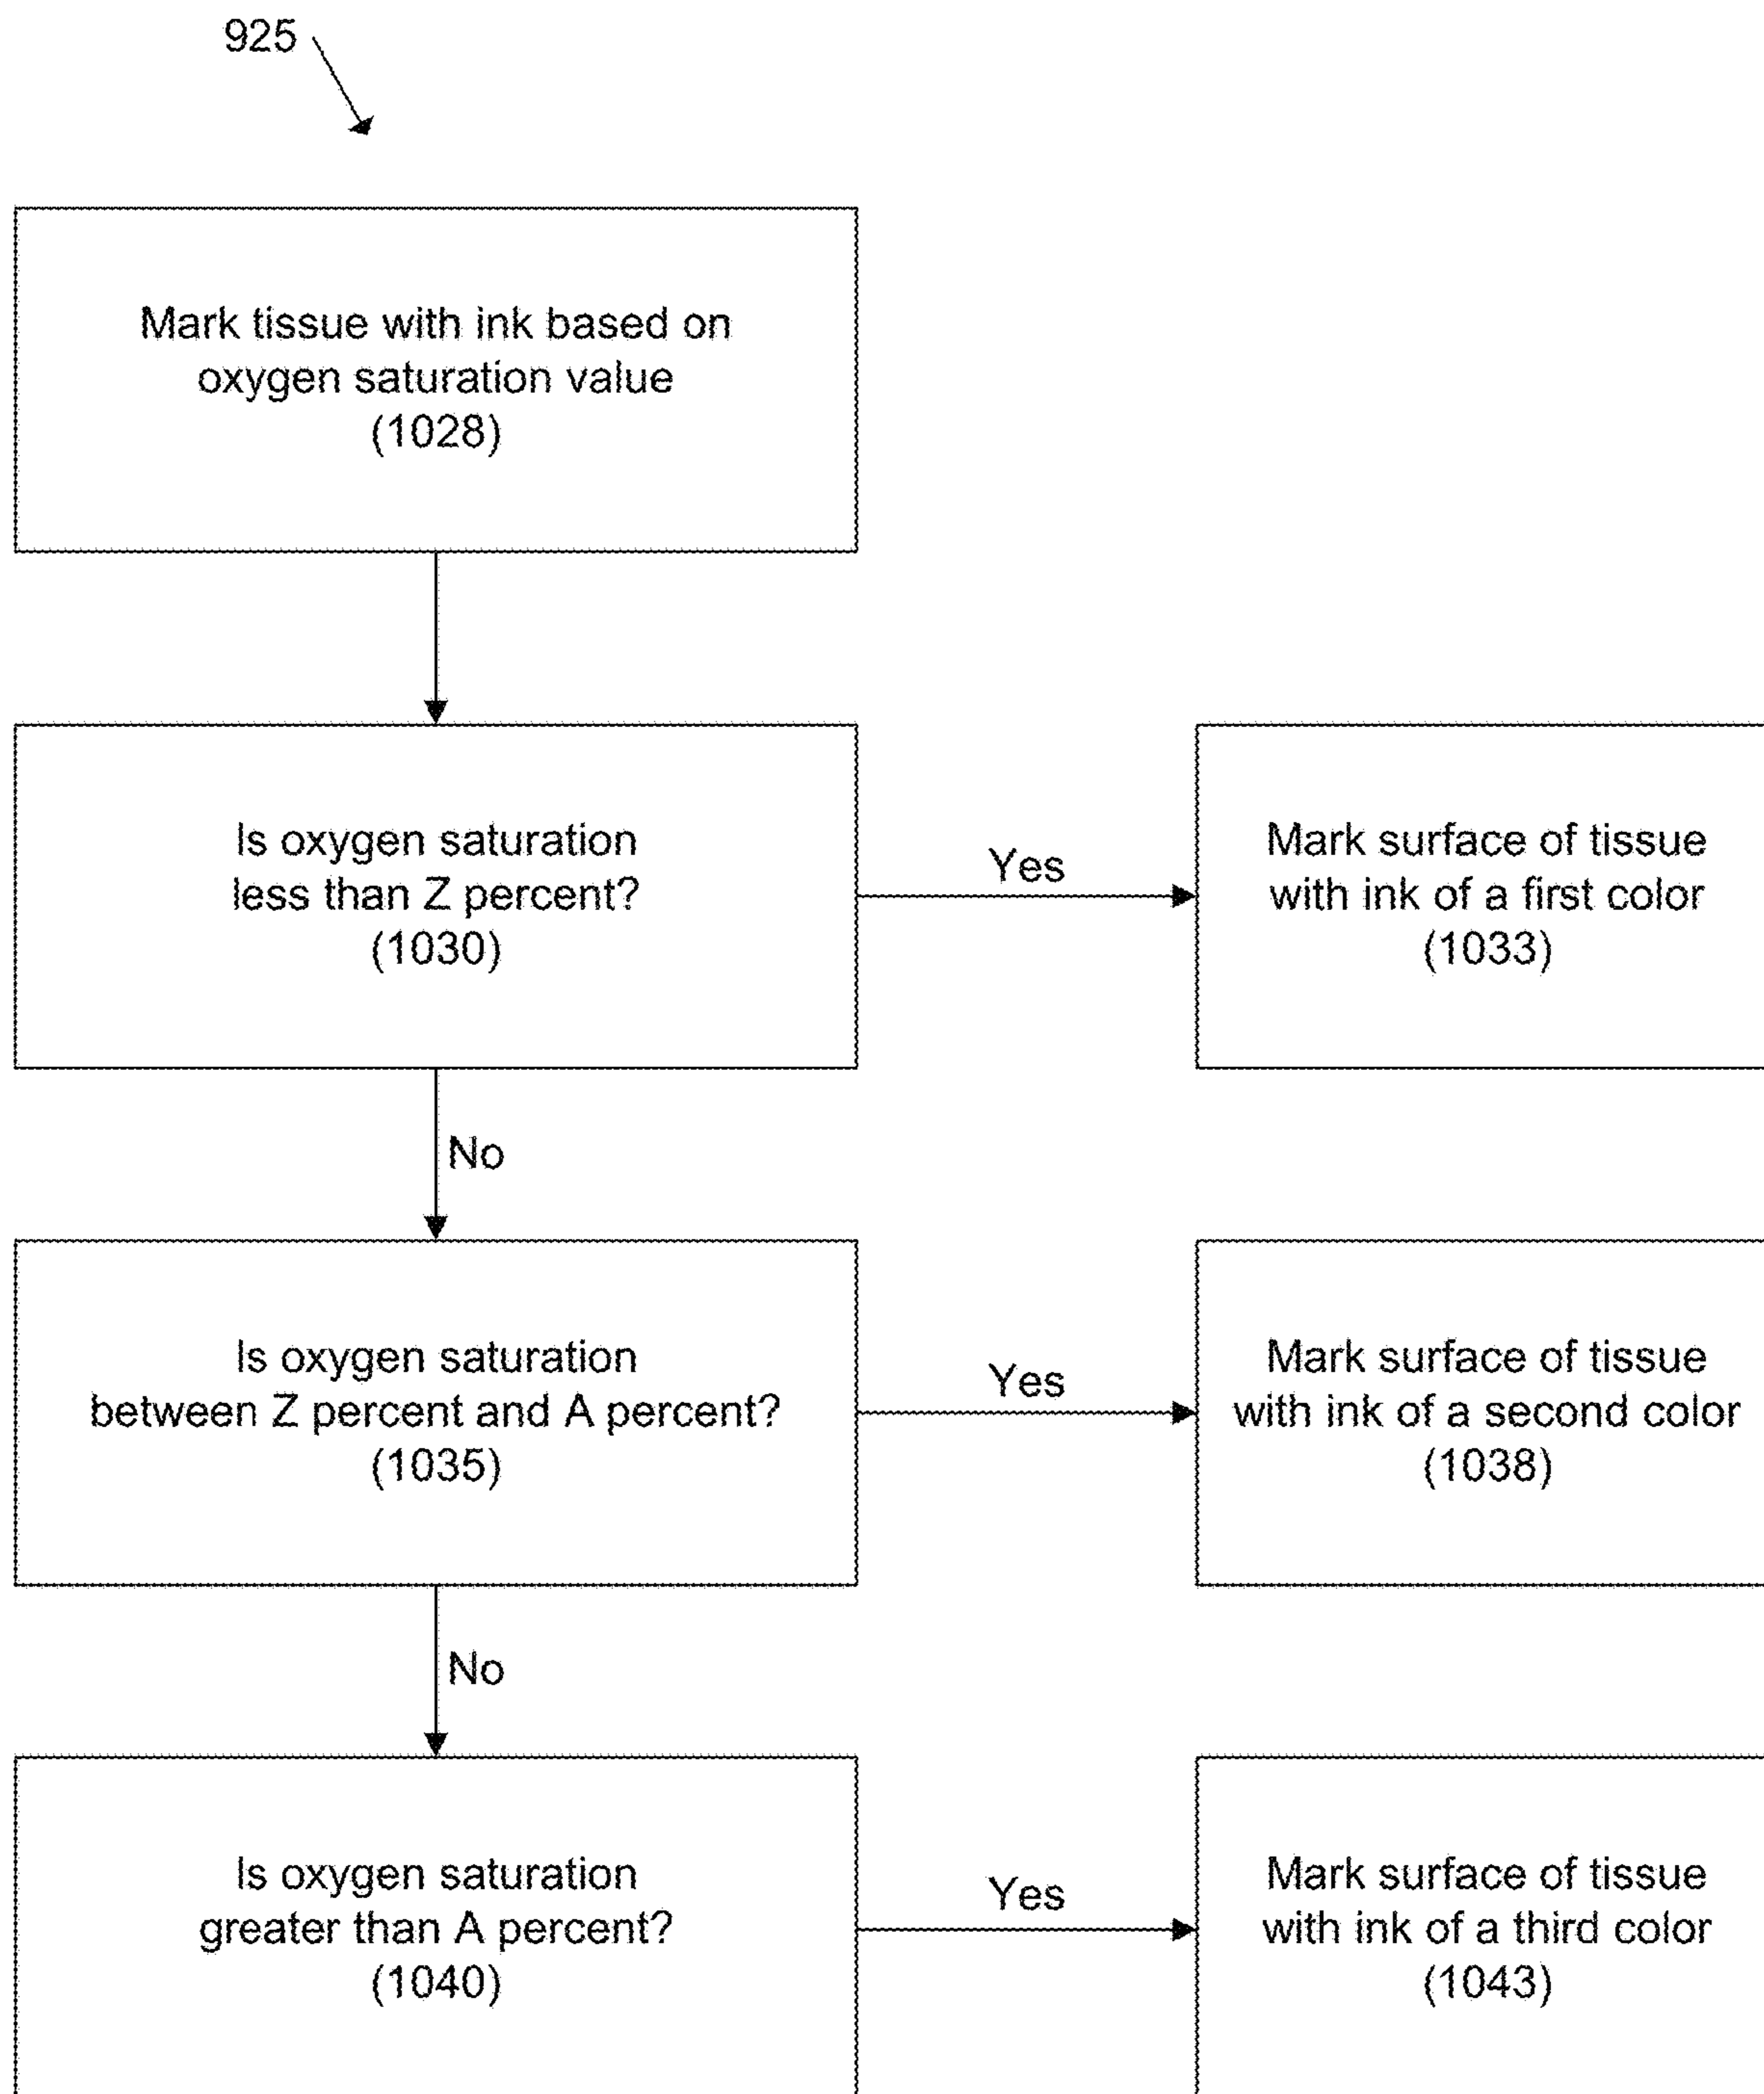 925
Mark tissue with ink based on
oxygen saturation value
(1028)
Is oxygen saturation
less than Z percent?
(1030)
Yes
Mark surface of tissue
with ink of a first color
(1033)
No
Is oxygen saturation
between Z percent and A percent?
(1035)
Yes
Mark surface of tissue
with ink of a second color
(1038)
No
Is oxygen saturation
greater than A percent?
(1040)
Yes
Mark surface of tissue
with ink of a third color
(1043)